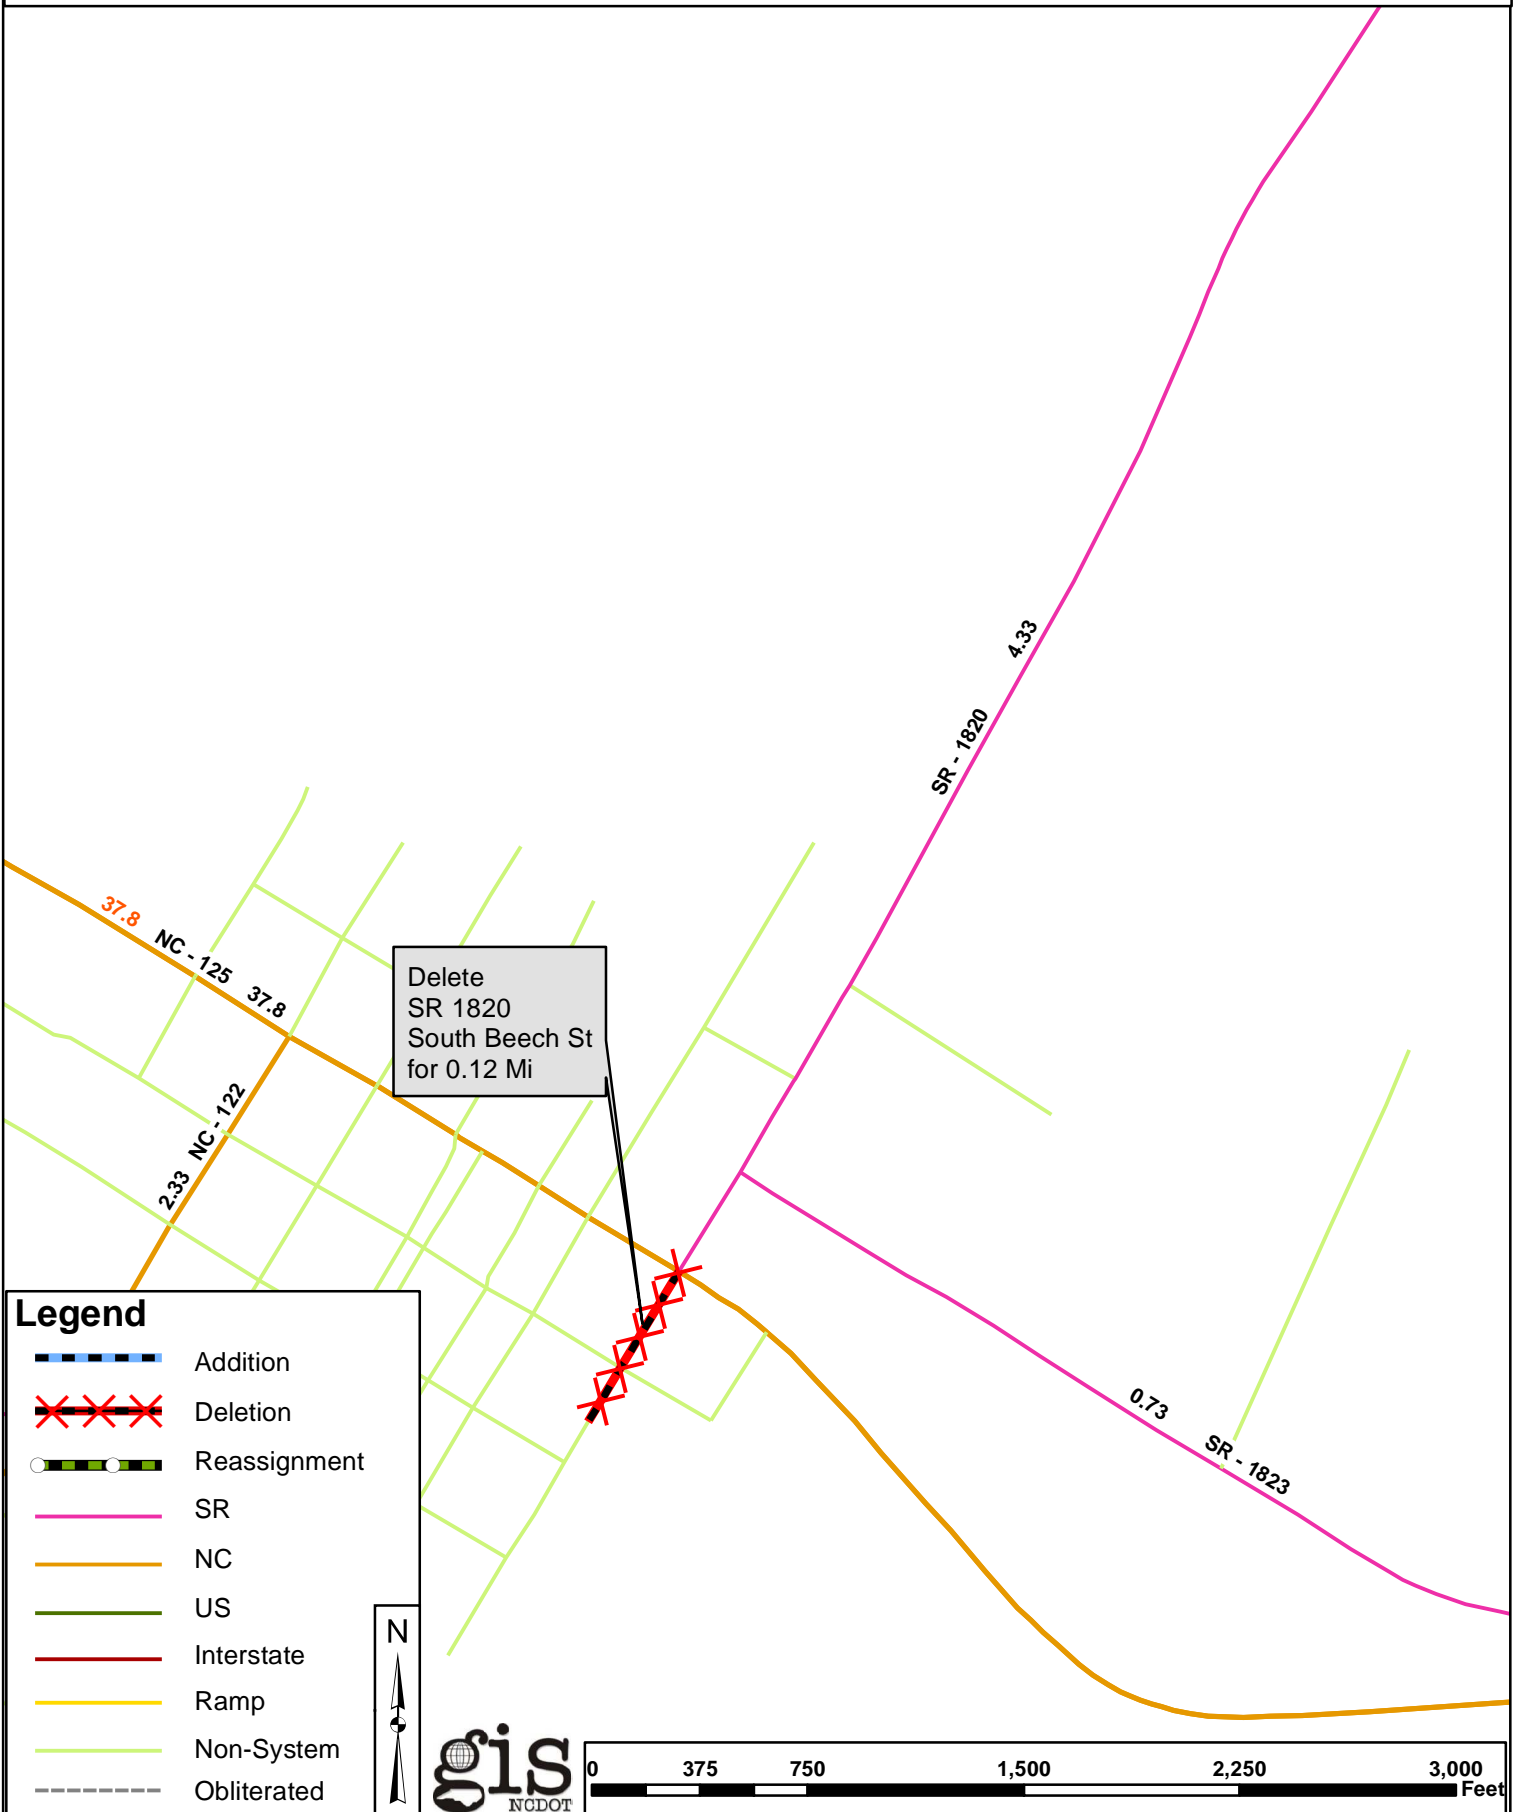 4.33
SR - 1820
37.8
NC - 125
37.8
Delete
SR 1820
South Beech St
for 0.12 Mi
NC - 122
2.33
0.73
SR - 1823
Legend
Addition
Deletion
Reassignment
SR
NC
US
Interstate
Ramp
Non-System
Obliterated
N
gis
NCDOT
0 375 750 1,500 2,250 3,000
Feet